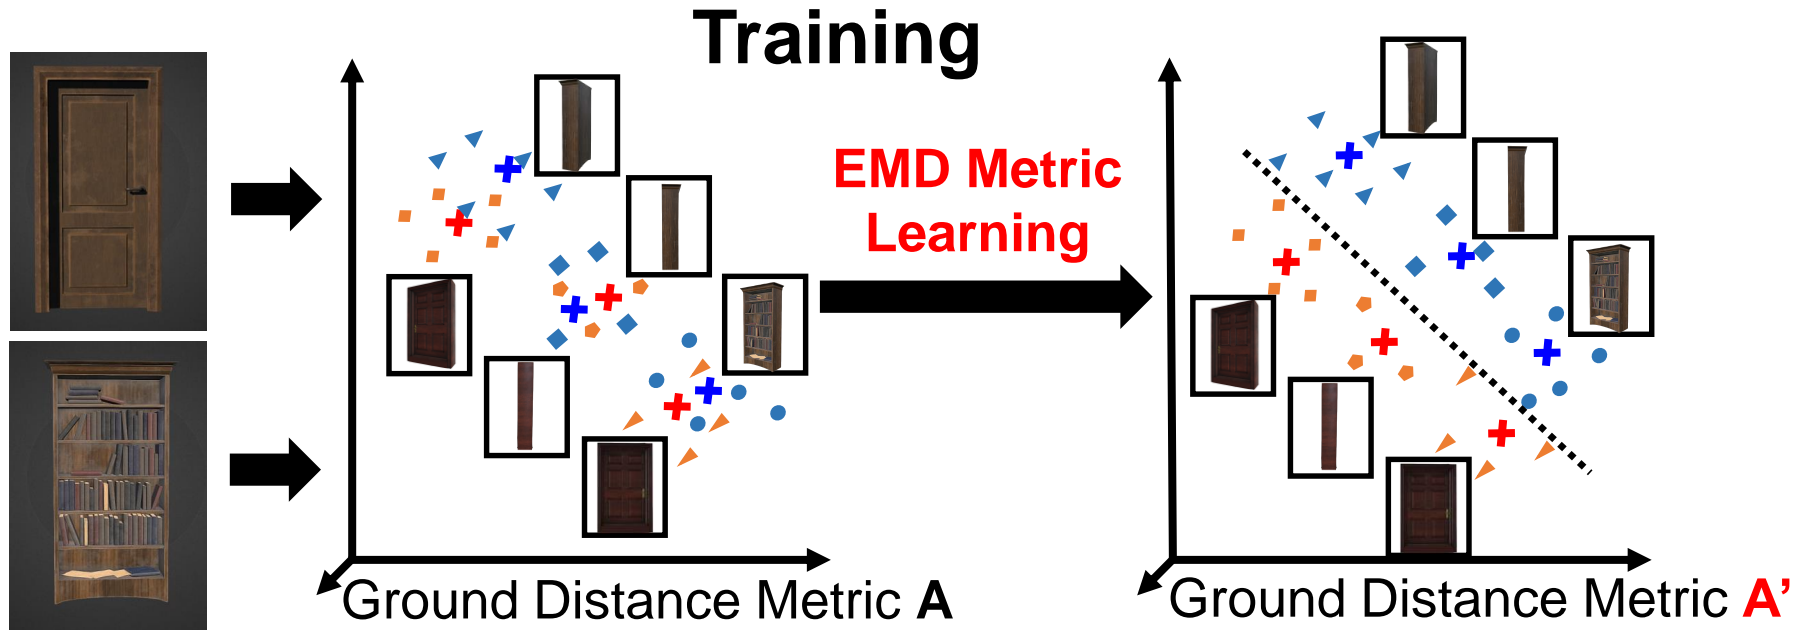 Training
EMD Metric
Learning
Ground Distance Metric A
Ground Distance Metric A’